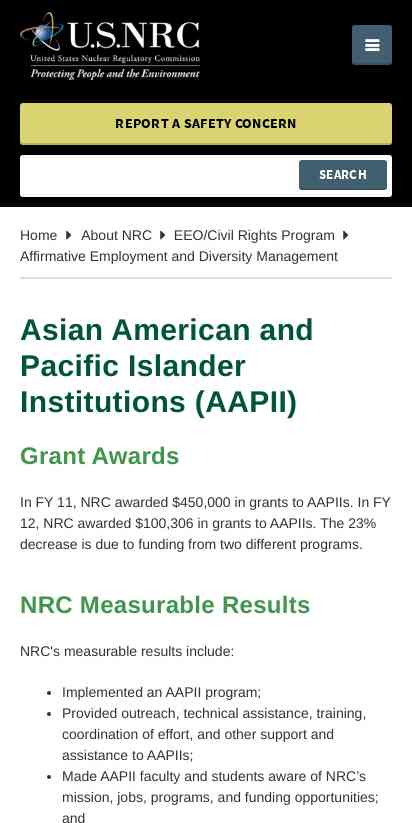 U.S.NRC
United States Nuclear Regulatory Commission
Protecting People and the Environment
REPORT A SAFETY CONCERN
SEARCH
Home About NRC EEO/Civil Rights Program
Affirmative Employment and Diversity Management
Asian American and
Pacific Islander
Institutions (AAPII)
Grant Awards
In FY 11, NRC awarded $450,000 in grants to AAPIIs. In FY
12, NRC awarded $100,306 in grants to AAPIIs. The 23%
decrease is due to funding from two different programs.
NRC Measurable Results
NRC's measurable results include:
• Implemented an AAPII program;
• Provided outreach, technical assistance, training,
coordination of effort, and other support and
assistance to AAPIIs;
• Made AAPII faculty and students aware of NRC’s
mission, jobs, programs, and funding opportunities;
and